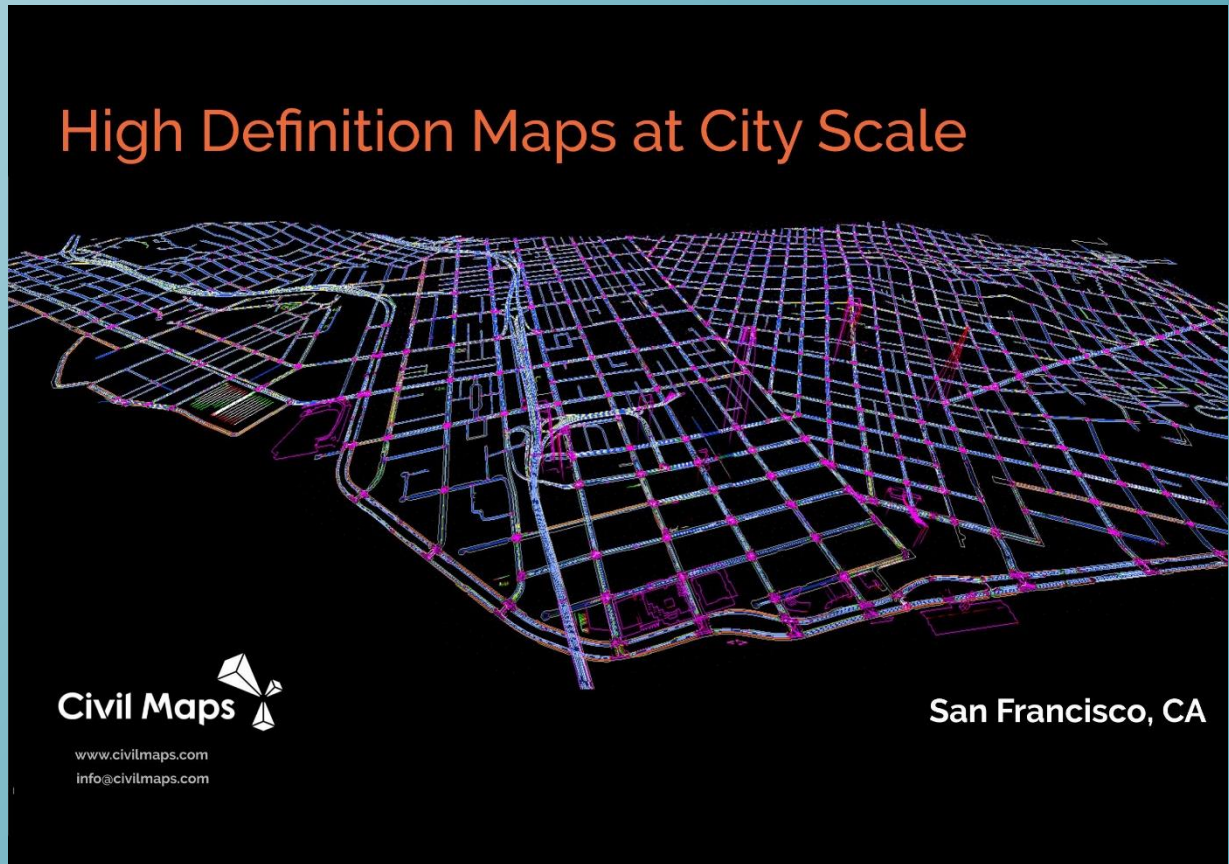 High Definition Maps at City Scale
Civil Maps
www.civilmaps.com
info@civilmaps.com
San Francisco, CA